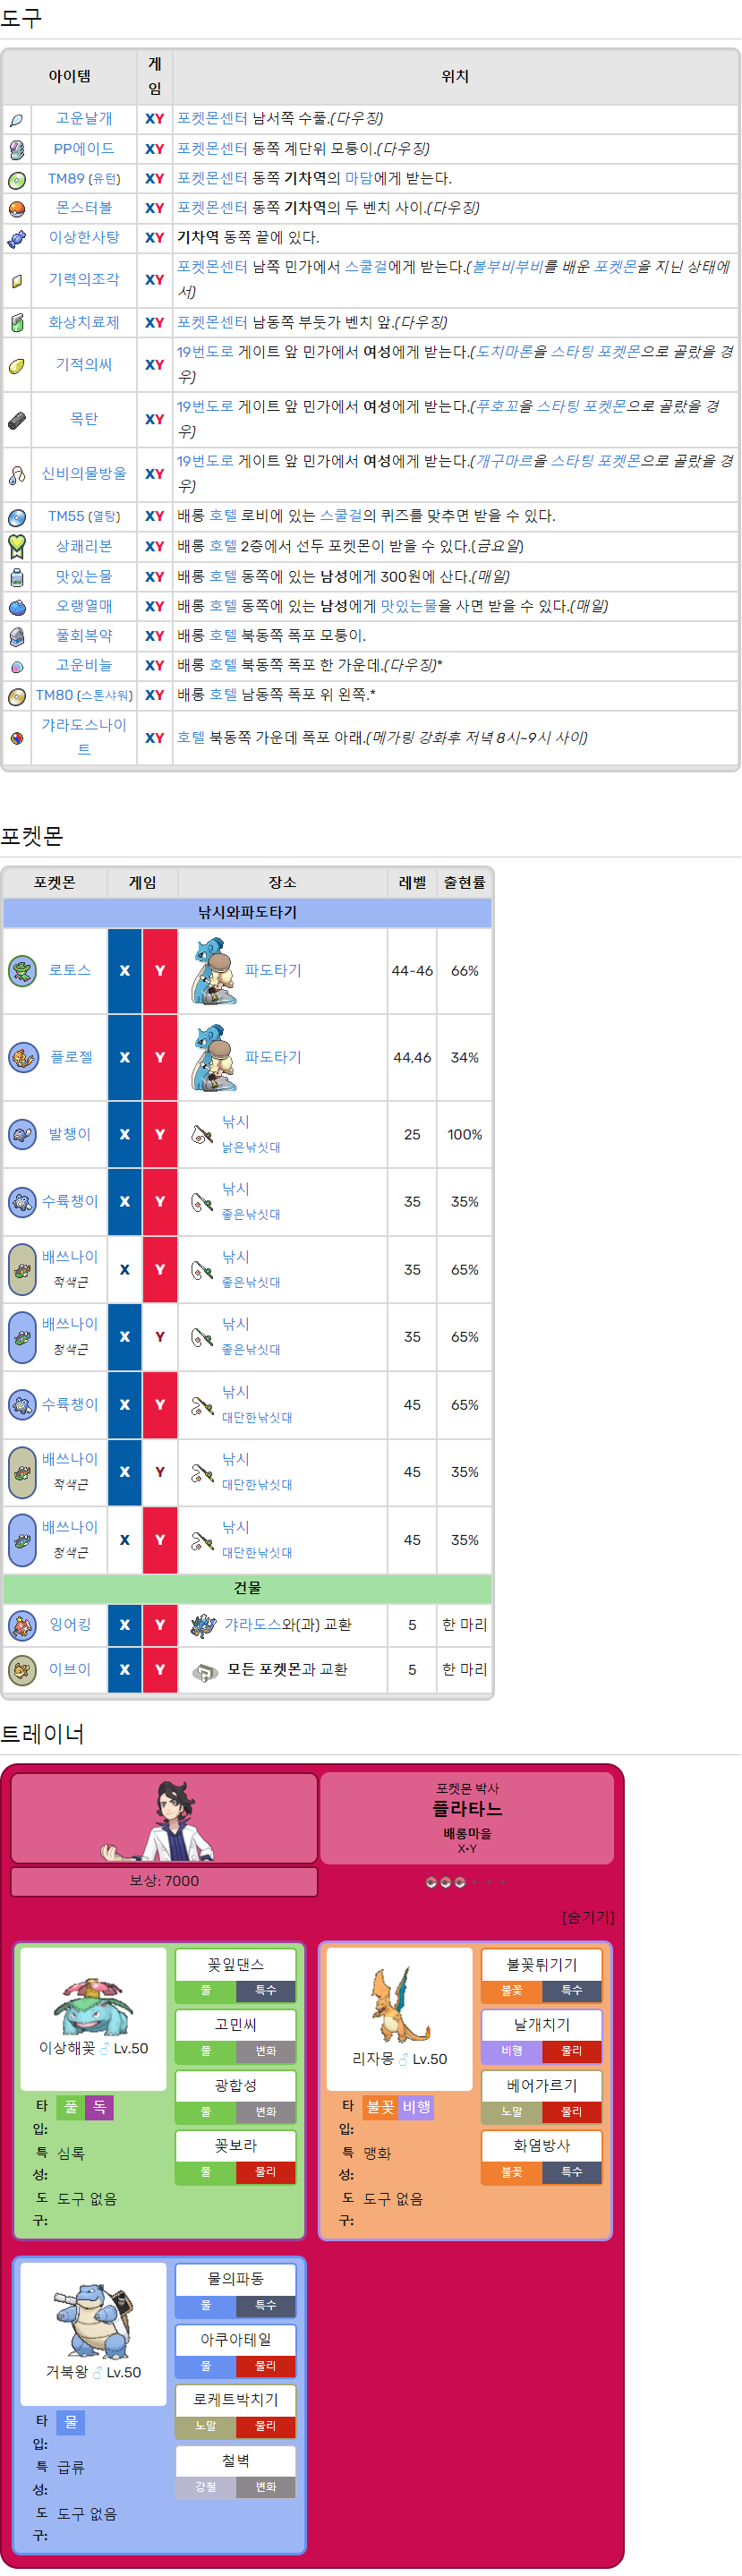 도구
아이템 게임 위치
고운날개 XY 포켓몬센터 남서쪽 수풀.(다우징)
PP에이드 XY 포켓몬센터 동쪽 계단위 모퉁이.(다우징)
TM89 (유턴) XY 포켓몬센터 동쪽 기차역의 마담에게 받는다.
몬스터볼 XY 포켓몬센터 동쪽 기차역의 두 벤치 사이.(다우징)
이상한사탕 XY 기차역 동쪽 끝에 있다.
기력의조각 XY 포켓몬센터 남쪽 민가에서 스쿨걸에게 받는다.(볼부비부비를 배운 포켓몬을 지닌 상태에
서)
화상치료제 XY 포켓몬센터 남동쪽 부둣가 벤치 앞.(다우징)
기적의씨 XY 19번도로 게이트 앞 민가에서 여성에게 받는다.(도치마론을 스타팅 포켓몬으로 골랐을 경
우)
목탄 XY 19번도로 게이트 앞 민가에서 여성에게 받는다.(푸호꼬을 스타팅 포켓몬으로 골랐을 경
우)
신비의물방울 XY 19번도로 게이트 앞 민가에서 여성에게 받는다.(개구마르을 스타팅 포켓몬으로 골랐을 경
우)
TM55 (열탕) XY 배롱 호텔 로비에 있는 스쿨걸의 퀴즈를 맞추면 받을 수 있다.
상쾌리본 XY 배롱 호텔 2층에서 선두 포켓몬이 받을 수 있다.(금요일)
맛있는물 XY 배롱 호텔 동쪽에 있는 남성에게 300원에 산다.(매일)
오랭열매 XY 배롱 호텔 동쪽에 있는 남성에게 맛있는물을 사면 받을 수 있다.(매일)
풀회복약 XY 배롱 호텔 북동쪽 폭포 모퉁이.
고운비늘 XY 배롱 호텔 북동쪽 폭포 한 가운데.(다우징)*
TM80 (스톤샤워) XY 배롱 호텔 남동쪽 폭포 위 왼쪽.*
갸라도스나이
트 XY 호텔 북동쪽 가운데 폭포 아래.(메가링 강화후 저녁 8시~9시 사이)
포켓몬
포켓몬 게임 장소 레벨 출현률
낚시와파도타기
로토스 X Y 파도타기 44-46 66%
플로젤 X Y 파도타기 44,46 34%
발챙이 X Y 낚시 25 100%
낡은낚싯대
수륙챙이 X Y 낚시 35 35%
좋은낚싯대
배쓰나이 X Y 낚시 35 65%
적색근 좋은낚싯대
배쓰나이 X Y 낚시 35 65%
청색근 좋은낚싯대
수륙챙이 X Y 낚시 45 65%
대단한낚싯대
배쓰나이 X Y 낚시 45 35%
적색근 대단한낚싯대
배쓰나이 X Y 낚시 45 35%
청색근 대단한낚싯대
건물
잉어킹 X Y 갸라도스와(과) 교환 5 한 마리
이브이 X Y 모든 포켓몬과 교환 5 한 마리
트레이너
포켓몬 박사
플라타느
배롱마을
X•Y
보상: 7000
[숨기기]
이상해꽃 ♂ Lv.50
타입: 풀 독
특성: 심록
도구: 도구 없음
꽃잎댄스
풀 특수
고민씨
풀 변화
광합성
풀 변화
꽃보라
풀 물리
리자몽 ♂ Lv.50
타입: 불꽃 비행
특성: 맹화
도구: 도구 없음
불꽃튀기기
불꽃 특수
날개치기
비행 물리
베어가르기
노말 물리
화염방사
불꽃 특수
거북왕 ♂ Lv.50
타입: 물
특성: 급류
도구: 도구 없음
물의파동
물 특수
아쿠아테일
물 물리
로케트박치기
노말 물리
철벽
강철 변화